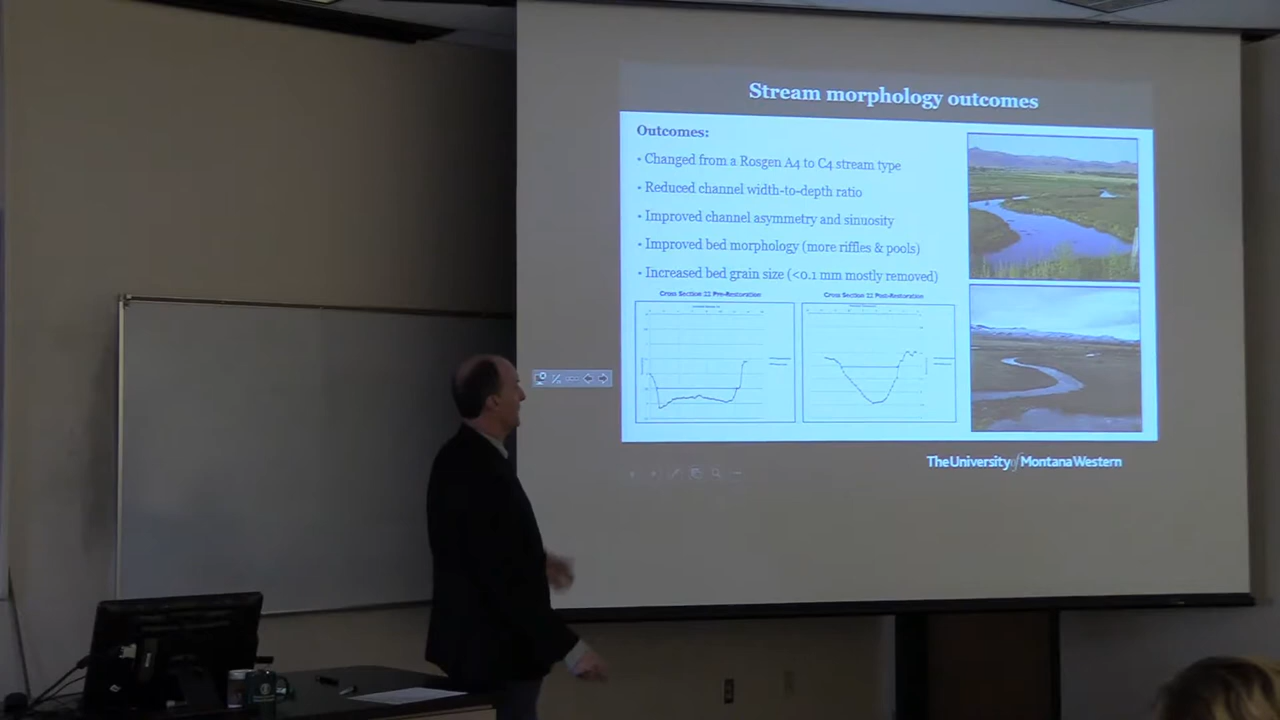 Stream morphology outcomes
Outcomes:
• Changed from a Rosgen A4 to C4 stream type
• Reduced channel width-to-depth ratio
• Improved channel asymmetry and sinuosity
• Improved bed morphology (more riffles & pools)
• Increased bed grain size (<0.1 mm mostly removed)
Cross Section 22 Pre-Restoration
Cross Section 22 Post-Restoration
The University of Montana Western